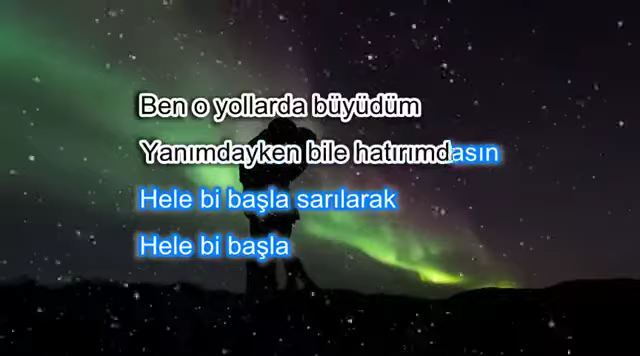 Ben o yollarda büyüdüm
Yanımdayken bile hatırımdasın
Hele bi başla sarılarak
Hele bi başla